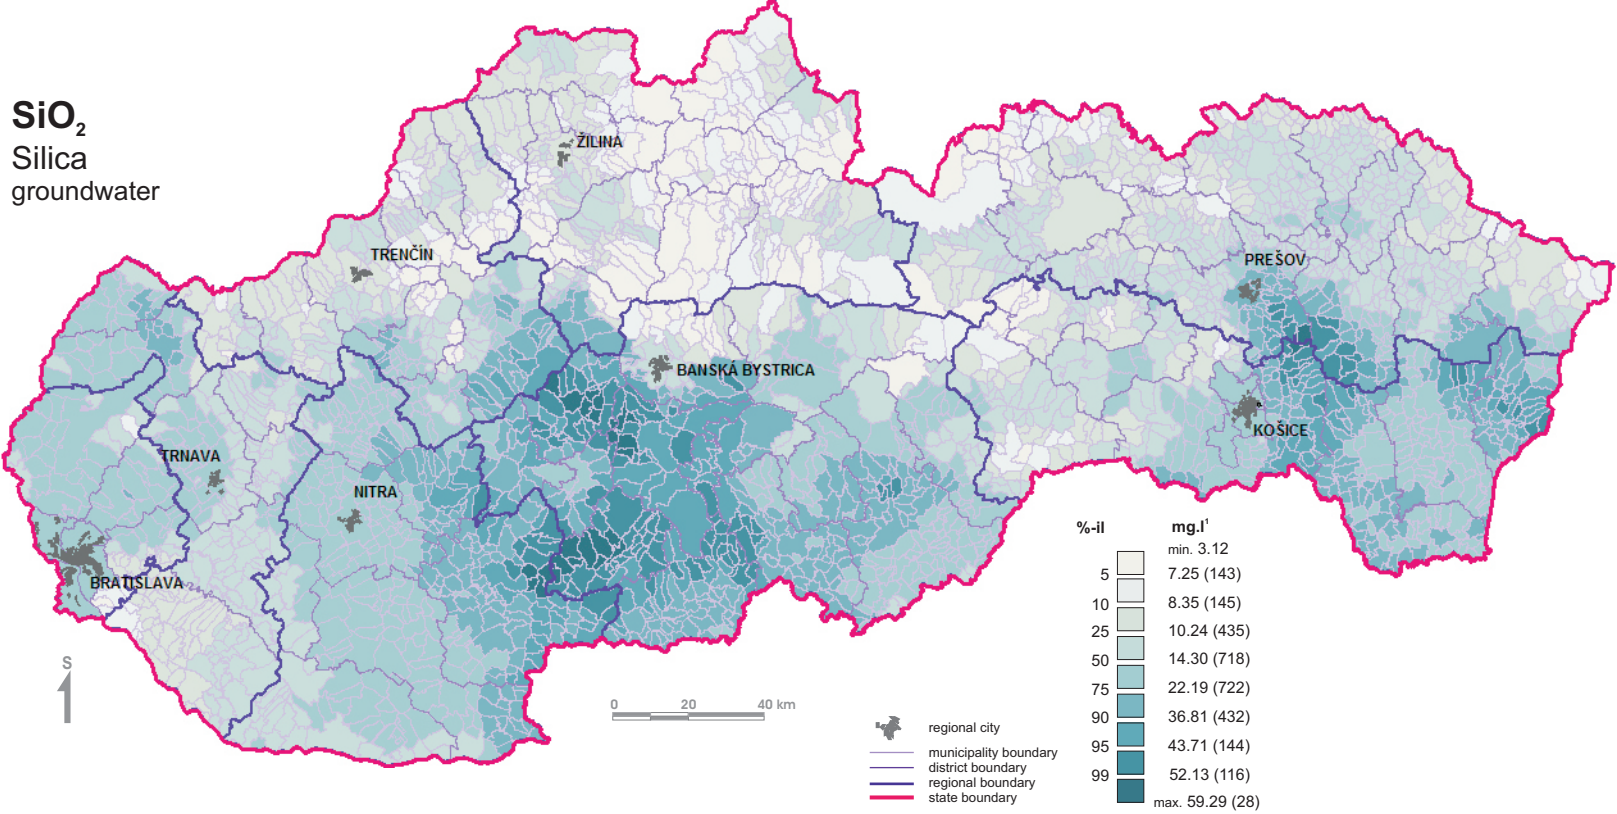 SiO₂
Silica
groundwater
ŽILINA
TRENČÍN
PREŠOV
BANSKÁ BYSTRICA
KOŠICE
TRNAVA
NITRA
BRATISLAVA
S
0 20 40 km
regional city
municipality boundary
district boundary
regional boundary
state boundary
%-il mg.l¹
min. 3.12
5 7.25 (143)
10 8.35 (145)
25 10.24 (435)
50 14.30 (718)
75 22.19 (722)
90 36.81 (432)
95 43.71 (144)
99 52.13 (116)
max. 59.29 (28)